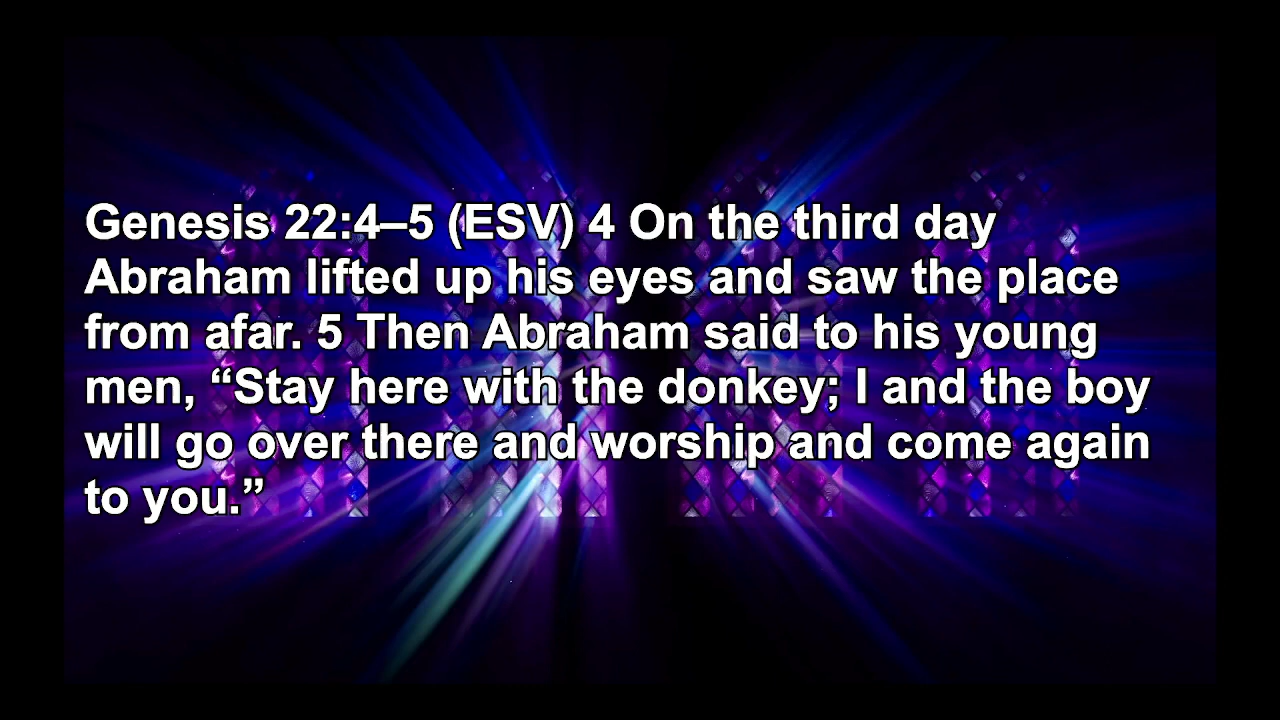 Genesis 22:4–5 (ESV) 4 On the third day
Abraham lifted up his eyes and saw the place
from afar. 5 Then Abraham said to his young
men, “Stay here with the donkey; I and the boy
will go over there and worship and come again
to you.”